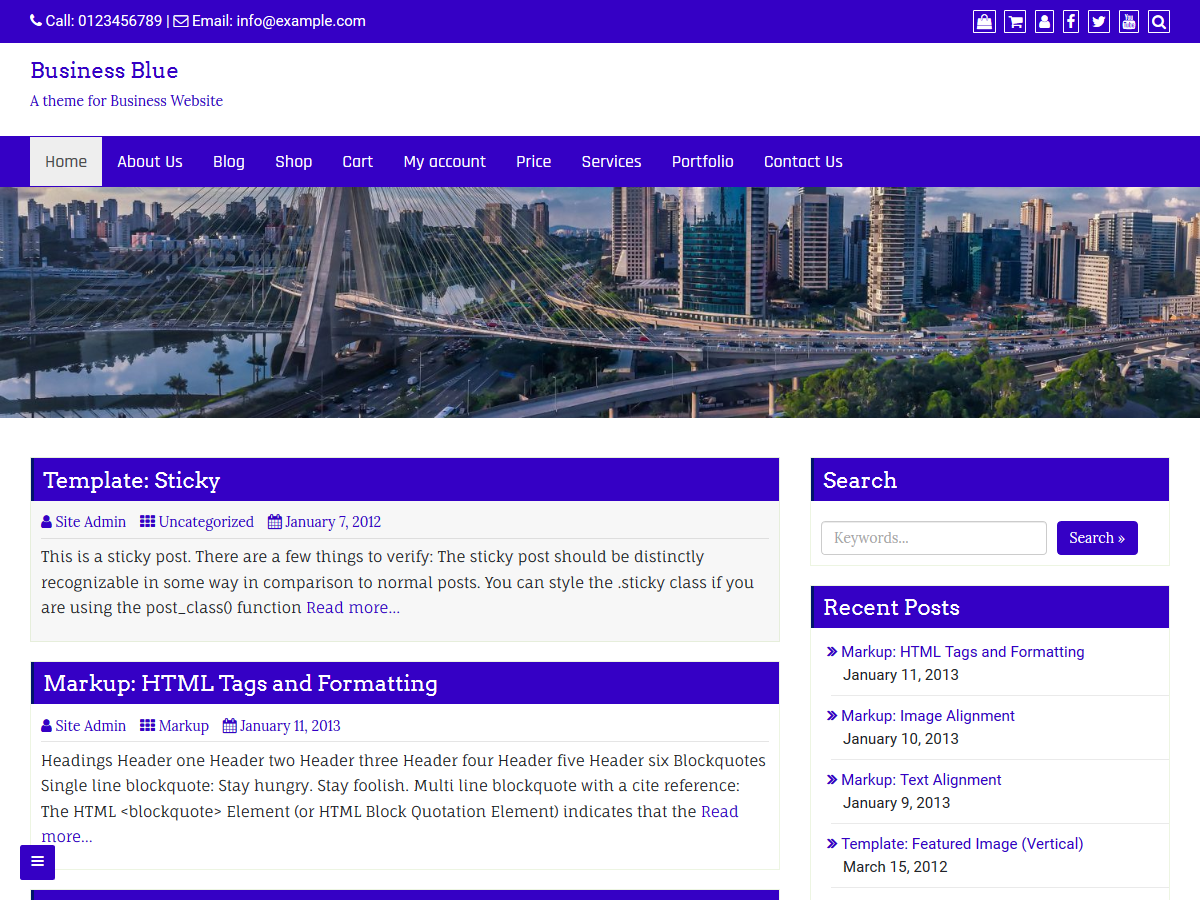 Call: 0123456789 | Email: info@example.com
Business Blue
A theme for Business Website
Home About Us Blog Shop Cart My account Price Services Portfolio Contact Us
Template: Sticky
Site Admin Uncategorized January 7, 2012
This is a sticky post. There are a few things to verify: The sticky post should be distinctly
recognizable in some way in comparison to normal posts. You can style the .sticky class if you
are using the post_class() function Read more...
Markup: HTML Tags and Formatting
Site Admin Markup January 11, 2013
Headings Header one Header two Header three Header four Header five Header six Blockquotes
Single line blockquote: Stay hungry. Stay foolish. Multi line blockquote with a cite reference:
The HTML <blockquote> Element (or HTML Block Quotation Element) indicates that the Read
more...
Search
Keywords...
Search »
Recent Posts
Markup: HTML Tags and Formatting
January 11, 2013
Markup: Image Alignment
January 10, 2013
Markup: Text Alignment
January 9, 2013
Template: Featured Image (Vertical)
March 15, 2012